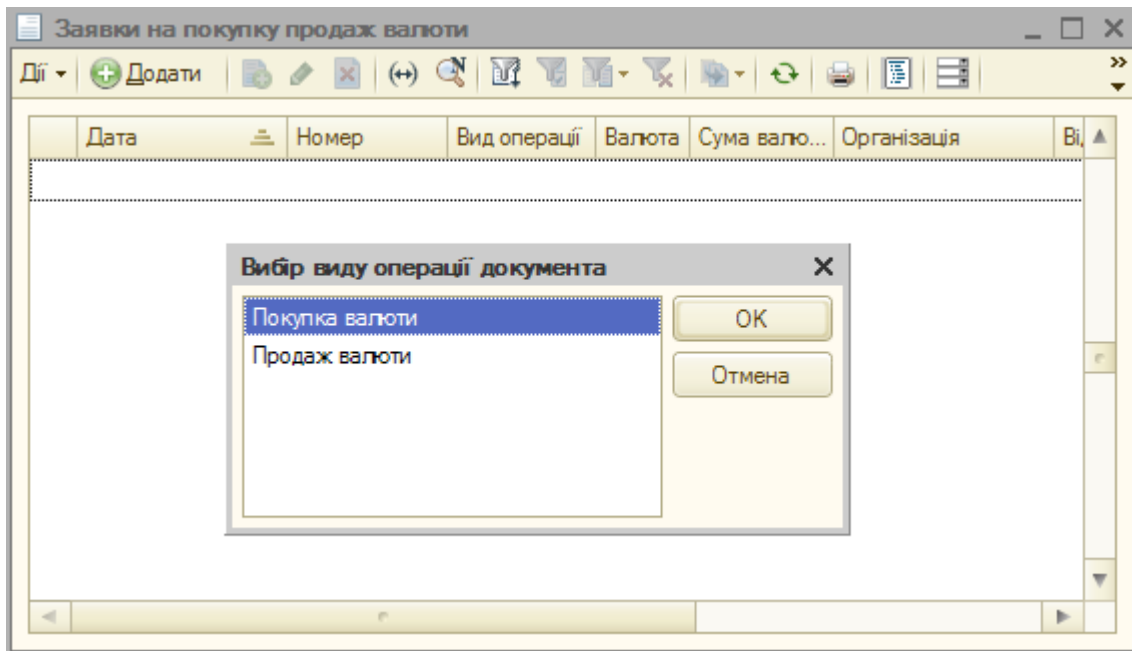 Заявки на покупку продаж валюти
Дії Додати
Дата Номер Вид операції Валюта Сума валю... Організація Ві
Вибір виду операції документа
Покупка валюти
Продаж валюти
OK
Отмена